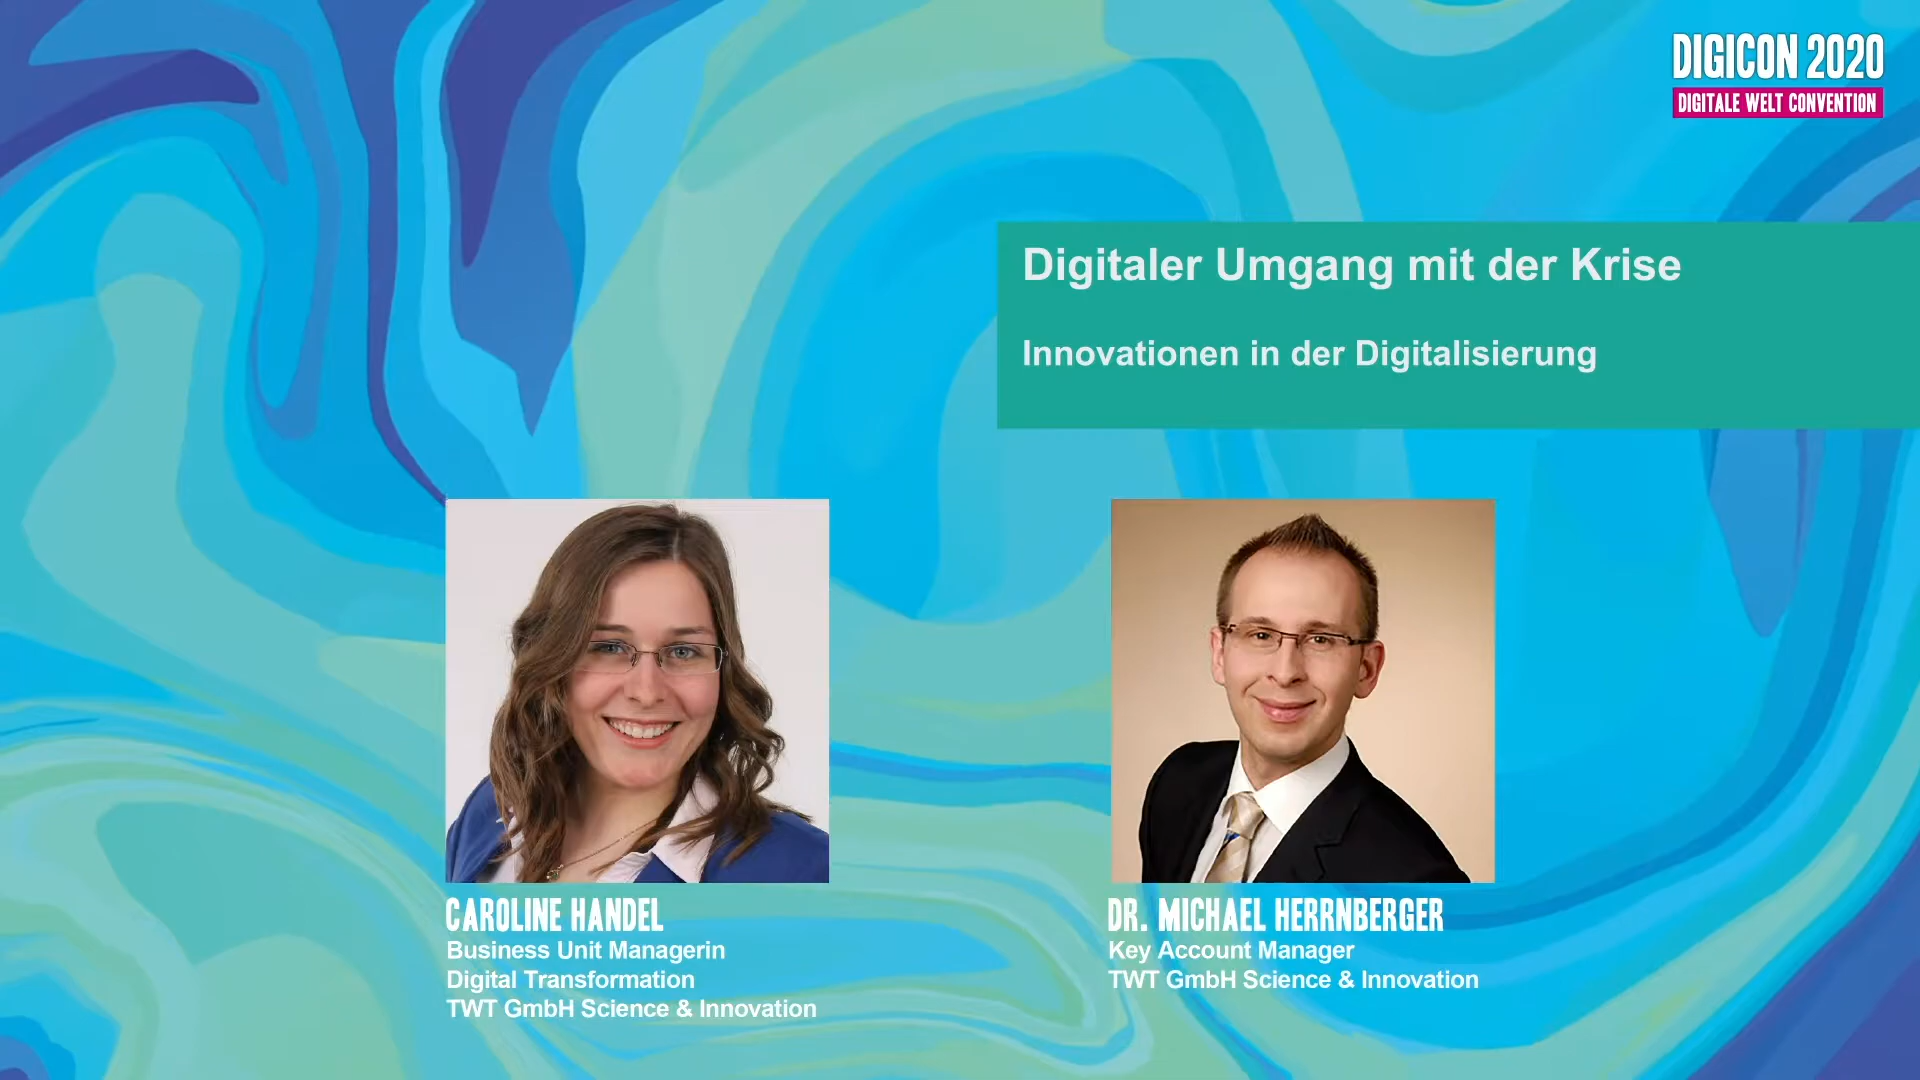 DIGICON 2020
DIGITALE WELT CONVENTION
Digitaler Umgang mit der Krise
Innovationen in der Digitalisierung
CAROLINE HANDEL
Business Unit Managerin
Digital Transformation
TWT GmbH Science & Innovation
DR. MICHAEL HERRNBERGER
Key Account Manager
TWT GmbH Science & Innovation